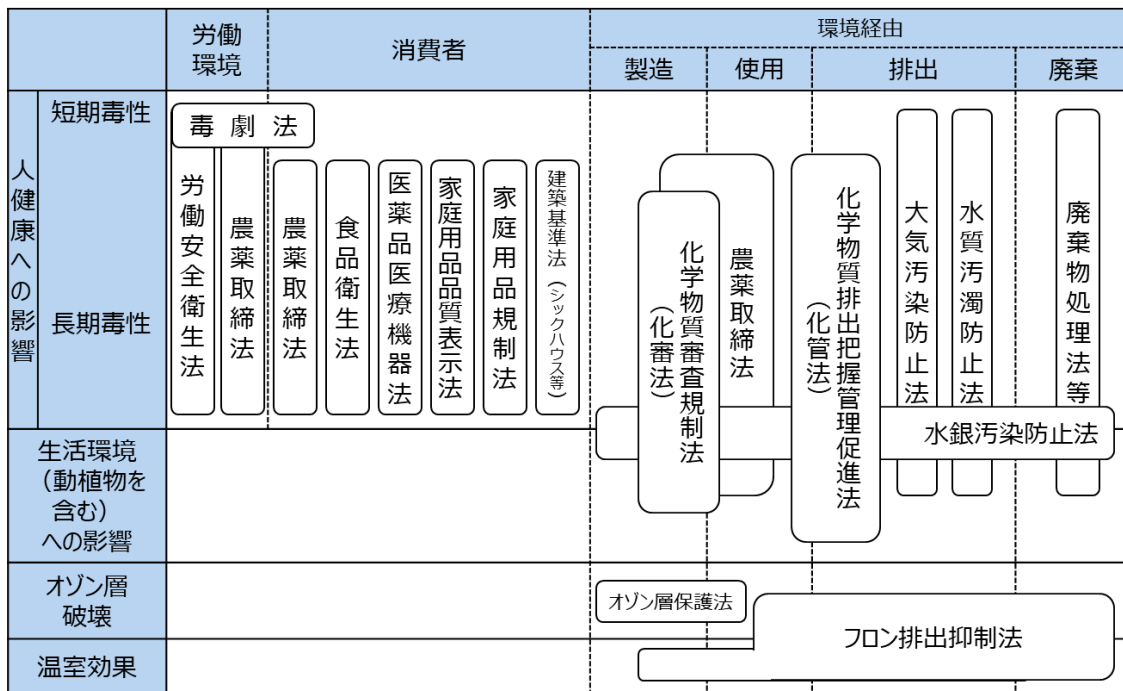 労働
環境
消費者
環境経由
製造
使用
排出
廃棄
人健康への影響
短期毒性
長期毒性
毒劇法
労働安全衛生法
農薬取締法
農薬取締法
食品衛生法
医薬品医療機器法
家庭用品品質表示法
家庭用品規制法
建築基準法(シックハウス等)
化学物質審査規制法
(化審法)
農薬取締法
化学物質排出把握管理促進法
(化管法)
大気汚染防止法
水質汚濁防止法
廃棄物処理法等
水銀汚染防止法
生活環境
(動植物を
含む)
への影響
オゾン層
破壊
オゾン層保護法
フロン排出抑制法
温室効果